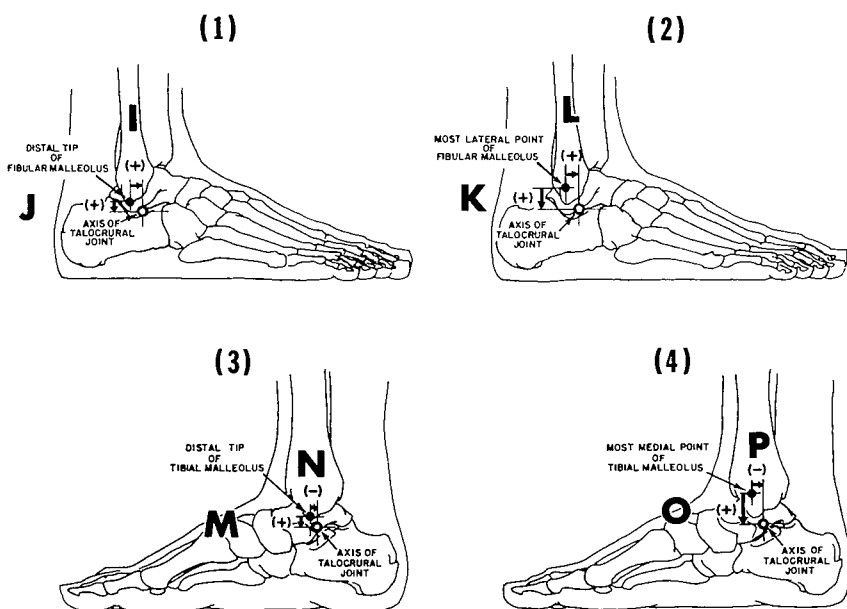 (1)
I
DISTAL TIP
OF
FIBULAR MALLEOLUS
(+)
J
(+)
AXIS OF
TALOCRURAL
JOINT
(2)
L
MOST LATERAL POINT
OF
FIBULAR MALLEOLUS
(+)
K
(+)
AXIS OF
TALOCRURAL
JOINT
(3)
DISTAL TIP
OF
TIBIAL MALLEOLUS
N
(-)
M
(+)
AXIS OF
TALOCRURAL
JOINT
(4)
MOST MEDIAL POINT
OF
TIBIAL MALLEOLUS
P
(-)
O
(+)
AXIS OF
TALOCRURAL
JOINT